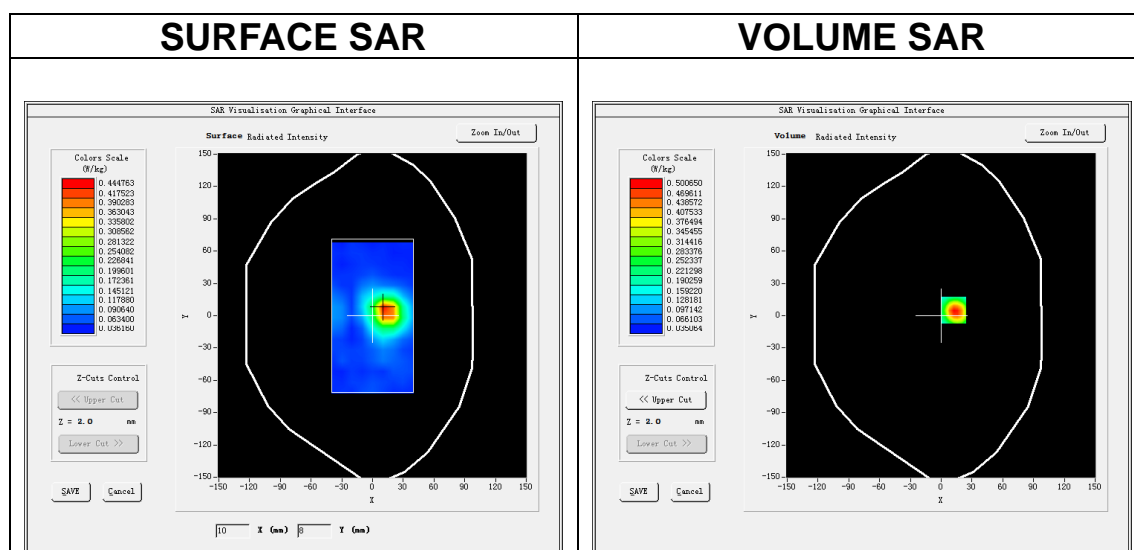 SURFACE SAR
VOLUME SAR
SAR Visualisation Graphical Interface
Surface Radiated Intensity
Zoom In/Out
Colors Scale
(W/kg)
0.444763
0.417523
0.390283
0.363043
0.335802
0.308562
0.281322
0.254082
0.226841
0.199601
0.172361
0.145121
0.117880
0.090640
0.063400
0.036160
150
120
90
60
30
0
-30
-60
-90
-120
-150
Y
-150 -120 -90 -60 -30 0 30 60 90 120 150
X
Z-Cuts Control
<< Upper Cut
Z = 2.0 mm
Lower Cut >>
SAVE Cancel
10 X (mm) 8 Y (mm)
SAR Visualisation Graphical Interface
Volume Radiated Intensity
Zoom In/Out
Colors Scale
(W/kg)
0.500650
0.469611
0.438572
0.407533
0.376494
0.345455
0.314416
0.283376
0.252337
0.221298
0.190259
0.159220
0.128181
0.097142
0.066103
0.035064
150
120
90
60
30
0
-30
-60
-90
-120
-150
Y
-150 -120 -90 -60 -30 0 30 60 90 120 150
X
Z-Cuts Control
<< Upper Cut
Z = 2.0 mm
Lower Cut >>
SAVE Cancel